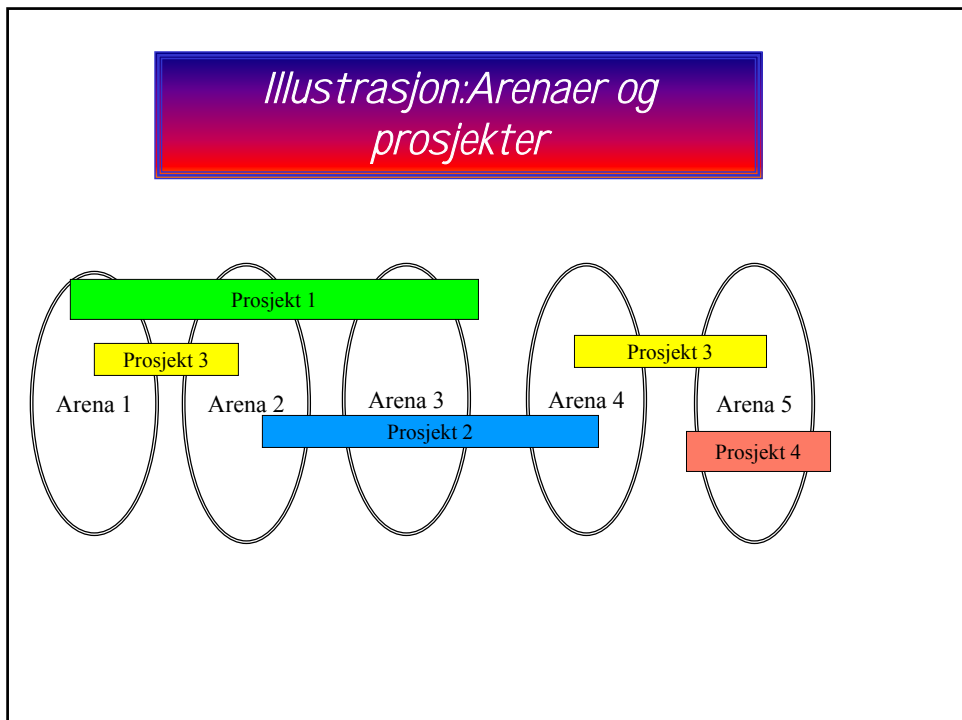 Illustrasjon:Arenaer og
prosjekter
Prosjekt 1
Prosjekt 3
Prosjekt 3
Arena 1
Arena 2
Arena 3
Arena 4
Arena 5
Prosjekt 2
Prosjekt 4